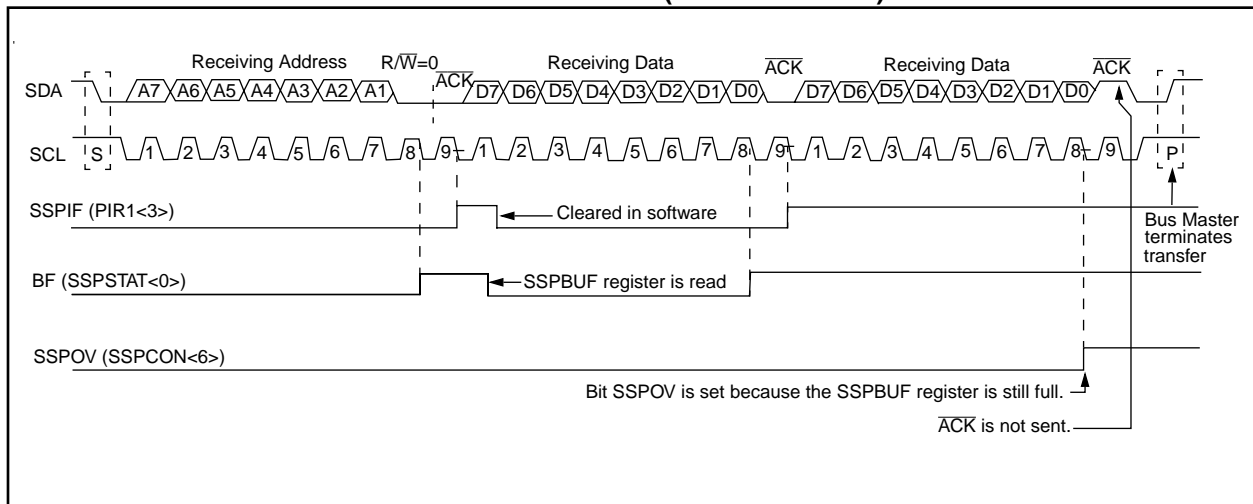 Receiving Address R/W=0 ACK Receiving Data ACK Receiving Data ACK
SDA A7 A6 A5 A4 A3 A2 A1 D7 D6 D5 D4 D3 D2 D1 D0 D7 D6 D5 D4 D3 D2 D1 D0
SCL S 1 2 3 4 5 6 7 8 9 1 2 3 4 5 6 7 8 9 1 2 3 4 5 6 7 8 9 P
SSPIF (PIR1<3>) Cleared in software
Bus Master
terminates
transfer
BF (SSPSTAT<0>) SSPBUF register is read
SSPOV (SSPCON<6>)
Bit SSPOV is set because the SSPBUF register is still full.
ACK is not sent.